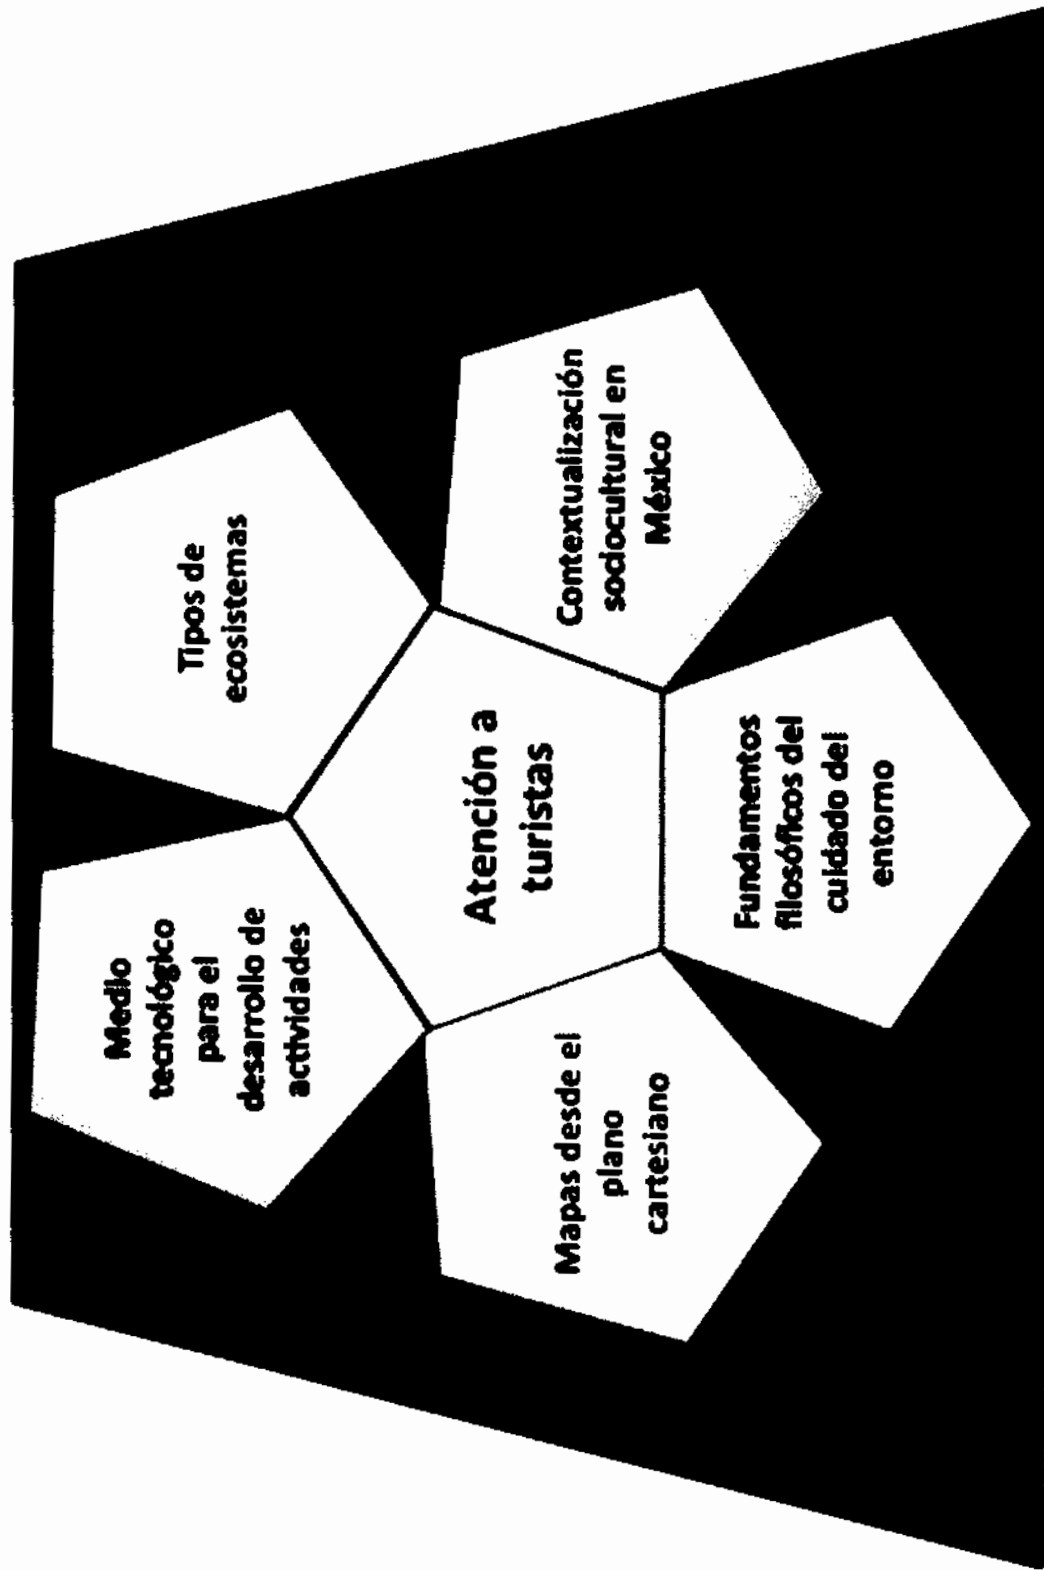 Medio
tecnológico
para el
desarrollo de
actividades
Tipos de
ecosistemas
Atención a
turistas
Mapas desde el
plano
cartesiano
Contextualización
sociocultural en
México
Fundamentos
filosóficos del
cuidado del
entorno